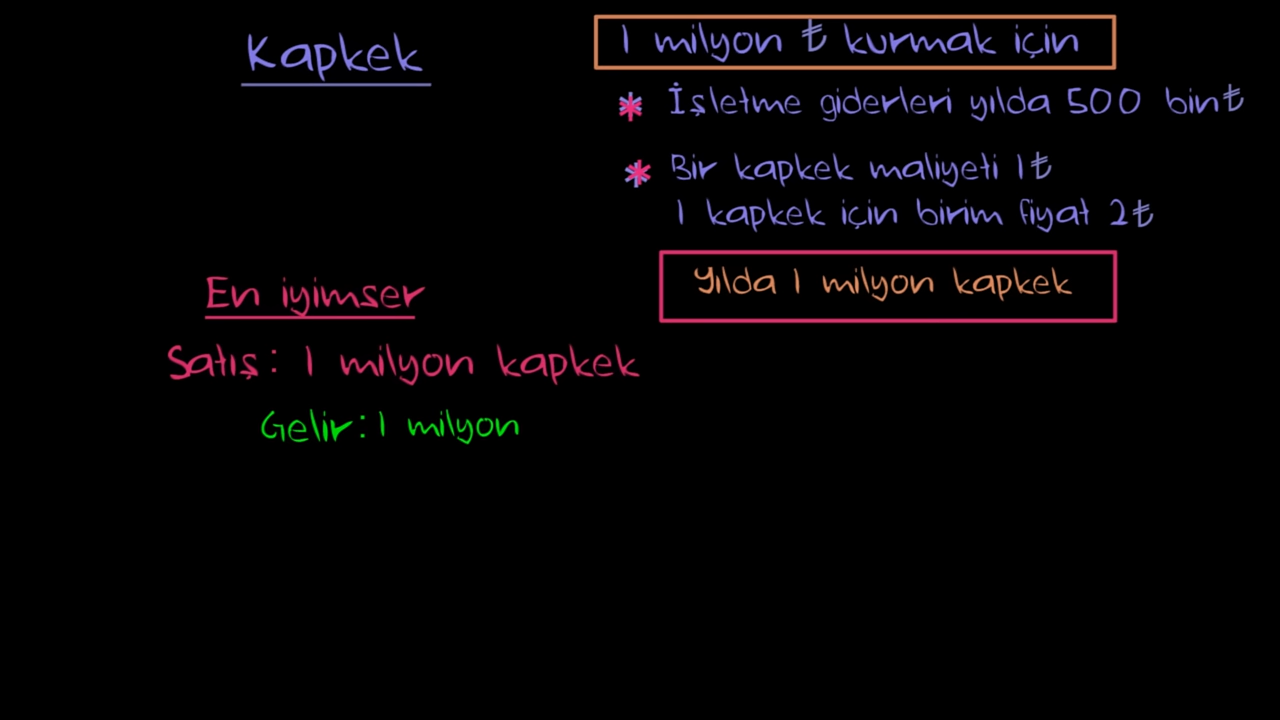 Kapkek
1 milyon ₺ kurmak için
* İşletme giderleri yılda 500 bin₺
* Bir kapkek maliyeti 1₺
1 kapkek için birim fiyat 2₺
Yılda 1 milyon kapkek
En iyimser
Satış: 1 milyon kapkek
Gelir: 1 milyon